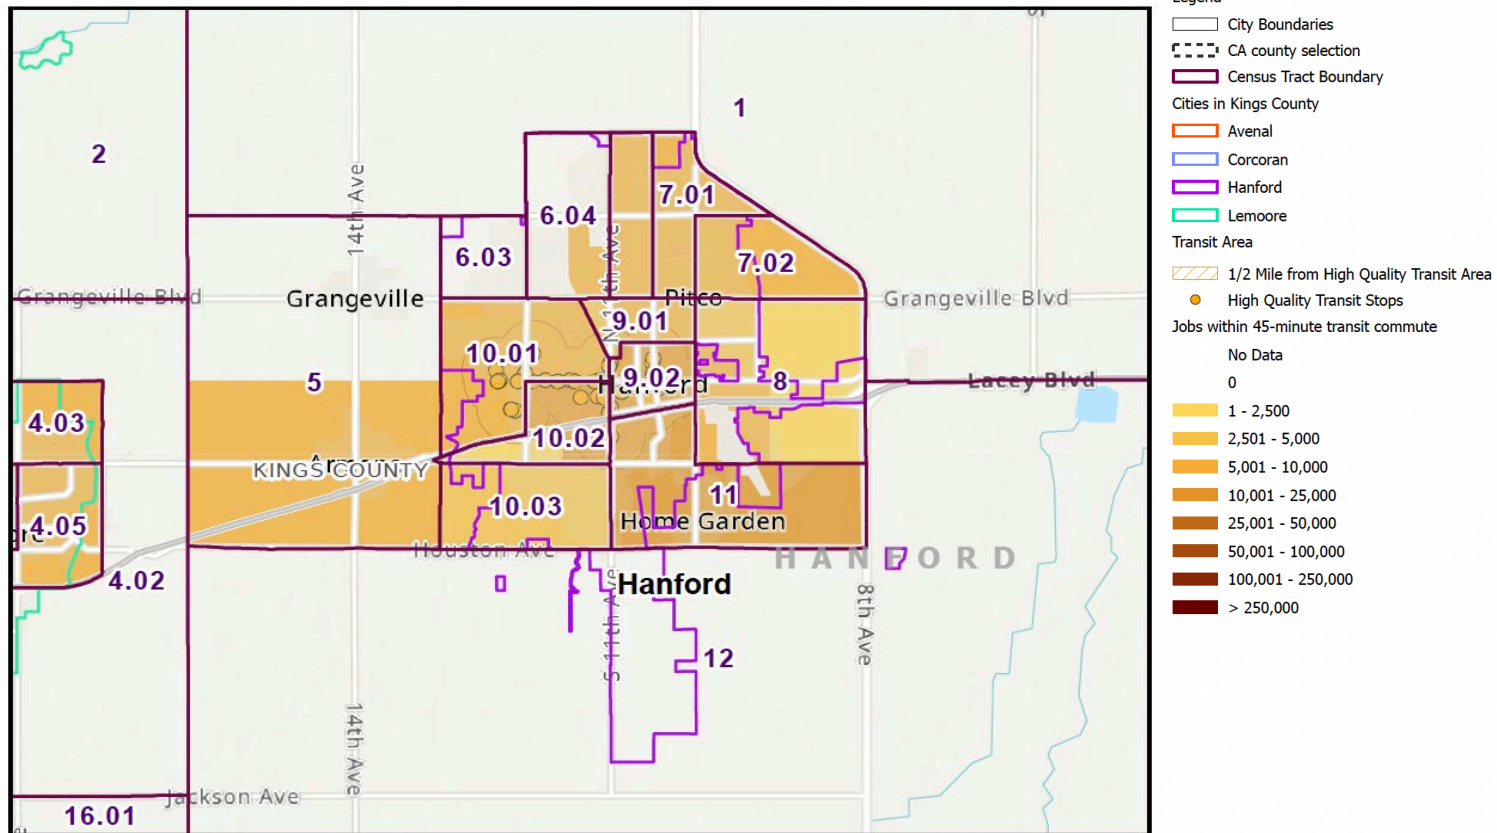 Legend
City Boundaries
CA county selection
Census Tract Boundary
Cities in Kings County
Avenal
Corcoran
Hanford
Lemoore
Transit Area
1/2 Mile from High Quality Transit Area
High Quality Transit Stops
Jobs within 45-minute transit commute
No Data
0
1 - 2,500
2,501 - 5,000
5,001 - 10,000
10,001 - 25,000
25,001 - 50,000
50,001 - 100,000
100,001 - 250,000
> 250,000
1
2
14th Ave
7.01
6.04
N 11th Ave
6.03
7.02
Grangeville Blvd
Grangeville
Pitco
Grangeville Blvd
9.01
10.01
5
9.02
8
Lacey Blvd
Hanford
4.03
10.02
KINGS COUNTY
11
10.03
4.05
Home Garden
Houston Ave
HANFORD
4.02
Hanford
S 11th Ave
8th Ave
12
14th Ave
Jackson Ave
16.01